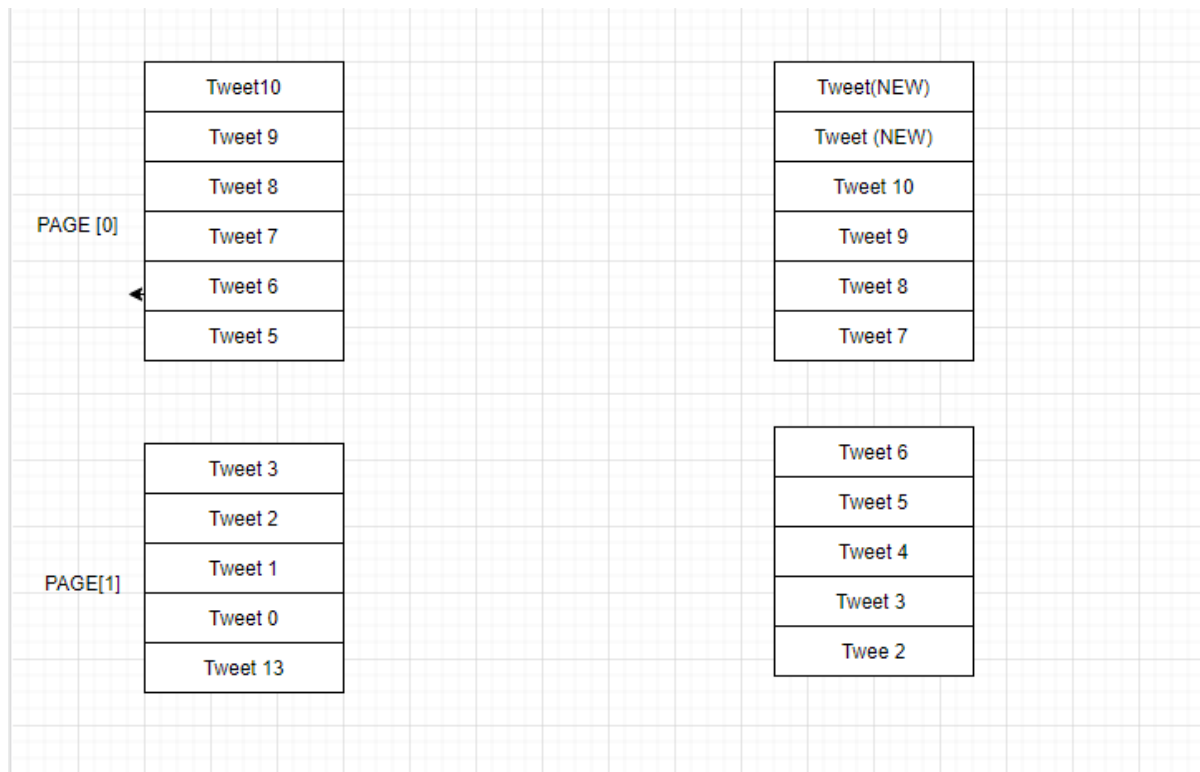 Tweet10
Tweet 9
Tweet 8
PAGE [0]
Tweet 7
Tweet 6
Tweet 5
Tweet 3
Tweet 2
PAGE[1]
Tweet 1
Tweet 0
Tweet 13
Tweet(NEW)
Tweet (NEW)
Tweet 10
Tweet 9
Tweet 8
Tweet 7
Tweet 6
Tweet 5
Tweet 4
Tweet 3
Twee 2